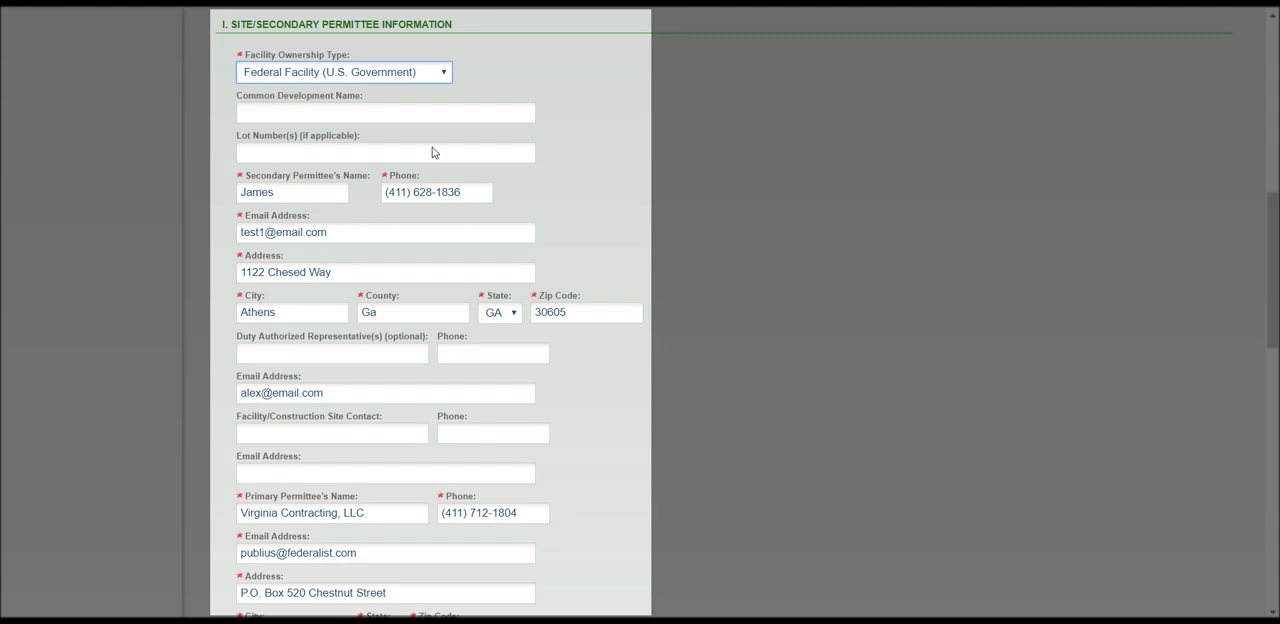 I. SITE/SECONDARY PERMITTEE INFORMATION
* Facility Ownership Type:
Federal Facility (U.S. Government)
Common Development Name:
Lot Number(s) (if applicable):
* Secondary Permittee's Name: * Phone:
James (411) 628-1836
* Email Address:
test1@email.com
* Address:
1122 Chesed Way
* City: * County: * State: * Zip Code:
Athens Ga GA 30605
Duty Authorized Representative(s) (optional): Phone:
Email Address:
alex@email.com
Facility/Construction Site Contact: Phone:
Email Address:
* Primary Permittee's Name: * Phone:
Virginia Contracting, LLC (411) 712-1804
* Email Address:
publius@federalist.com
* Address:
P.O. Box 520 Chestnut Street
* City: * State: * Zip Code: